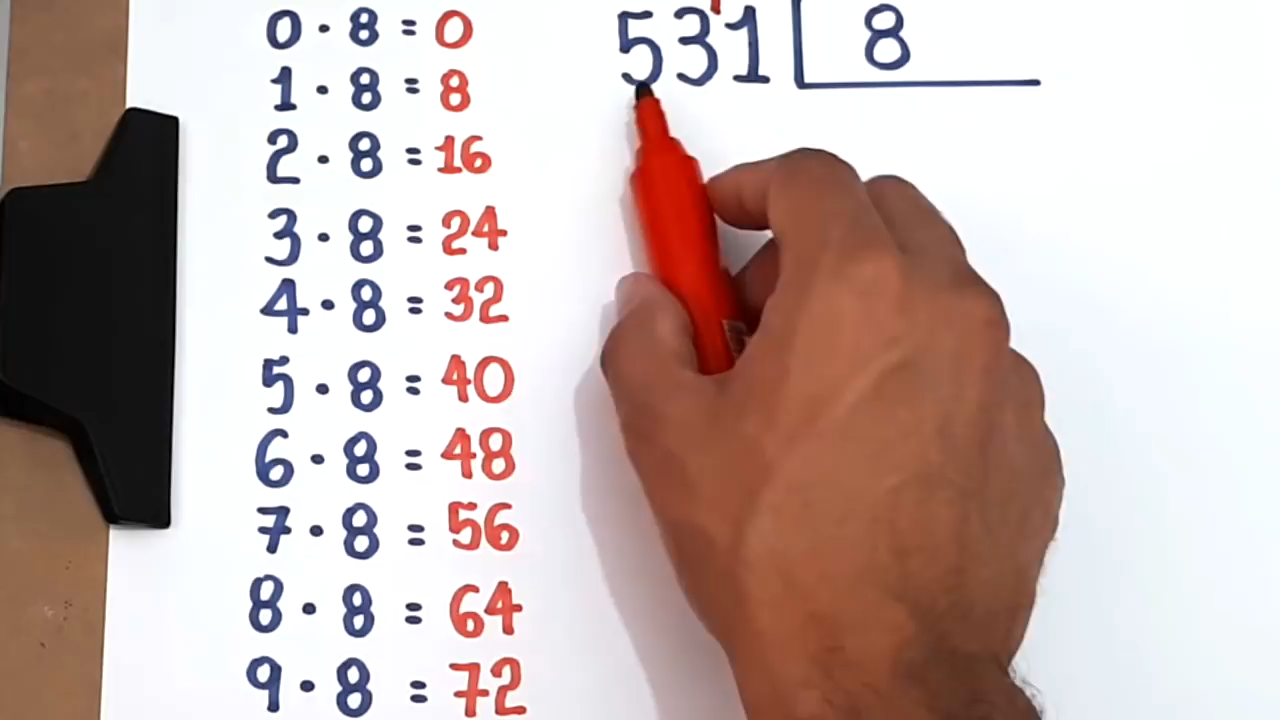 0 · 8 = 0
1 · 8 = 8
2 · 8 = 16
3 · 8 = 24
4 · 8 = 32
5 · 8 = 40
6 · 8 = 48
7 · 8 = 56
8 · 8 = 64
9 · 8 = 72
531 8